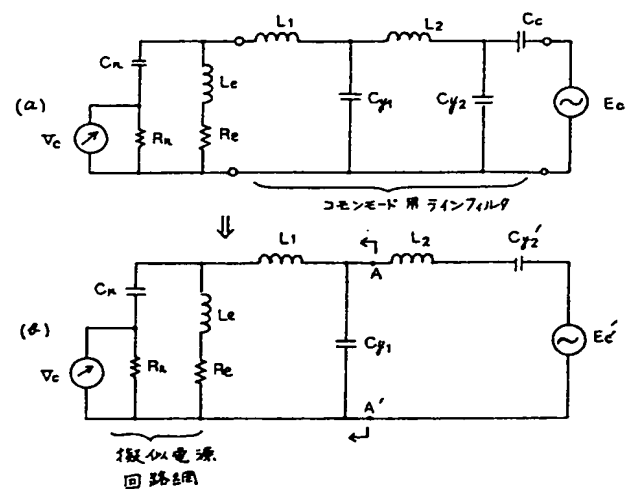 L1
L2
Cc
Cn
Le
(a)
Cy1
Cy2
Ec
Vc
Rn
Re
コモンモード用ラインフィルタ
⇓
L1
L2
Cy2'
A
Cn
Le
(b)
Cy1
Ec'
Vc
Rn
Re
A'
擬似電源
回路網